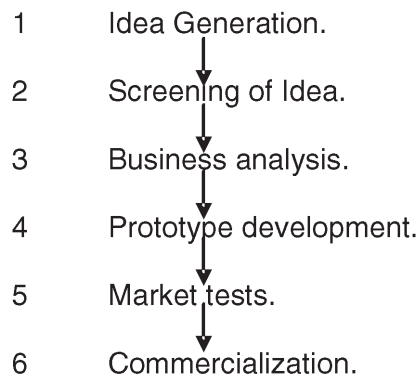 1 Idea Generation.
2 Screening of Idea.
3 Business analysis.
4 Prototype development.
5 Market tests.
6 Commercialization.